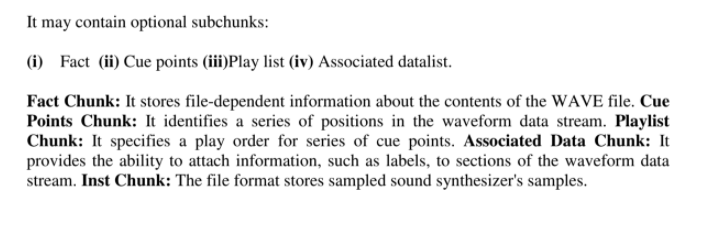 It may contain optional subchunks:
(i) Fact (ii) Cue points (iii)Play list (iv) Associated datalist.
Fact Chunk: It stores file-dependent information about the contents of the WAVE file. Cue
Points Chunk: It identifies a series of positions in the waveform data stream. Playlist
Chunk: It specifies a play order for series of cue points. Associated Data Chunk: It
provides the ability to attach information, such as labels, to sections of the waveform data
stream. Inst Chunk: The file format stores sampled sound synthesizer's samples.